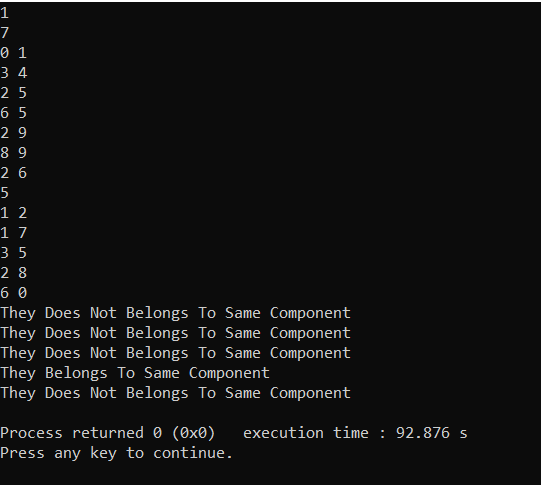 1
7
0 1
3 4
2 5
6 5
2 9
8 9
2 6
5
1 2
1 7
3 5
2 8
6 0
They Does Not Belongs To Same Component
They Does Not Belongs To Same Component
They Does Not Belongs To Same Component
They Belongs To Same Component
They Does Not Belongs To Same Component
Process returned 0 (0x0)   execution time : 92.876 s
Press any key to continue.